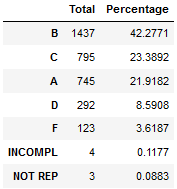 Total Percentage
B 1437 42.2771
C 795 23.3892
A 745 21.9182
D 292 8.5908
F 123 3.6187
INCOMPL 4 0.1177
NOT REP 3 0.0883